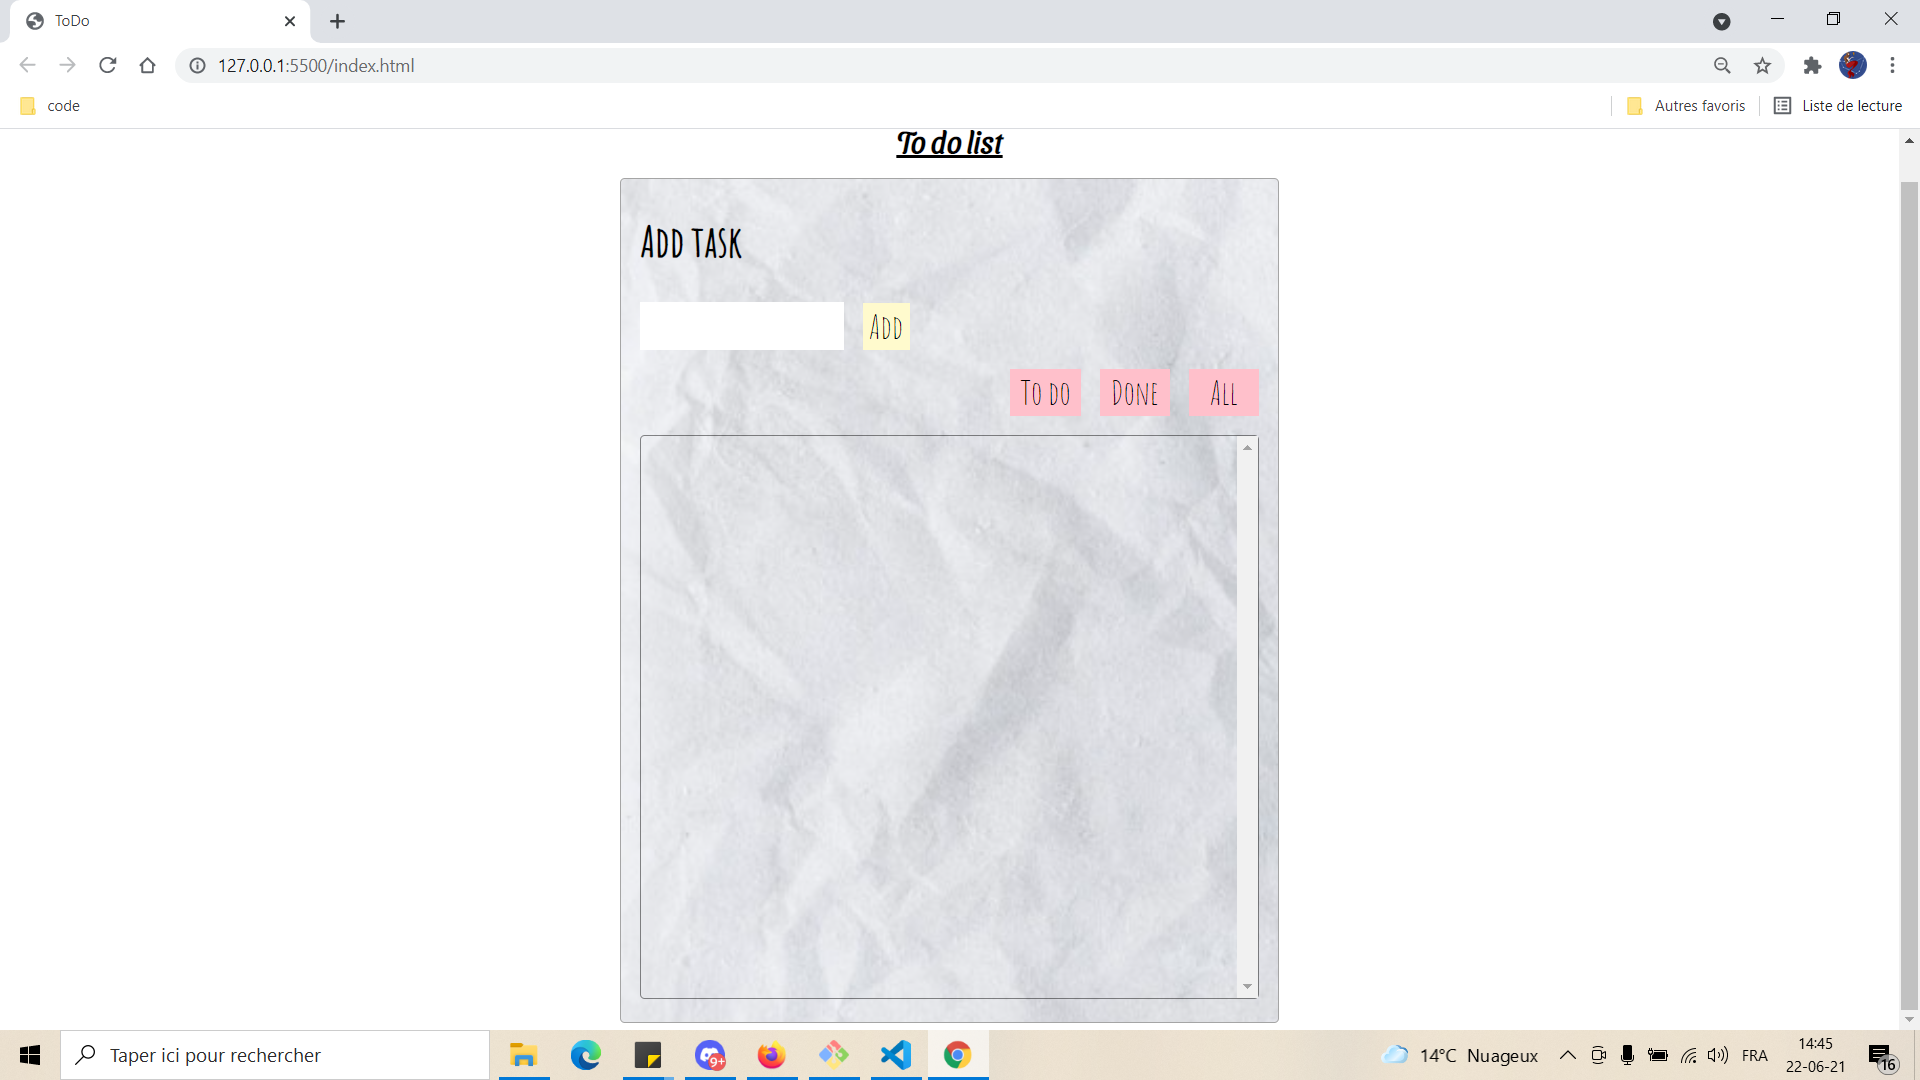 ToDo
127.0.0.1:5500/index.html
code
Autres favoris
Liste de lecture
To do list
Add task
Add
To do
Done
All
Taper ici pour rechercher
9+
14°C Nuageux
FRA
14:45
22-06-21
16